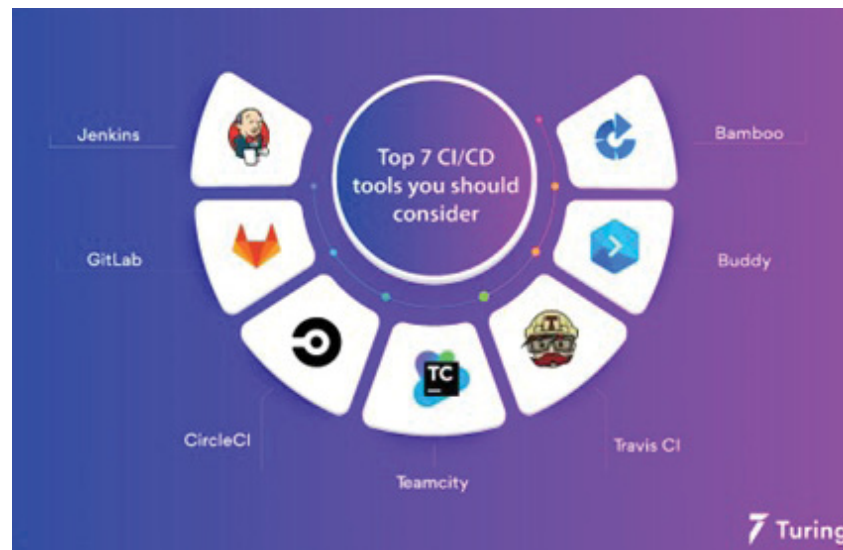 Top 7 CI/CD
tools you should
consider
Jenkins
GitLab
CircleCI
Teamcity
TC
Travis CI
T
Buddy
Bamboo
Turing